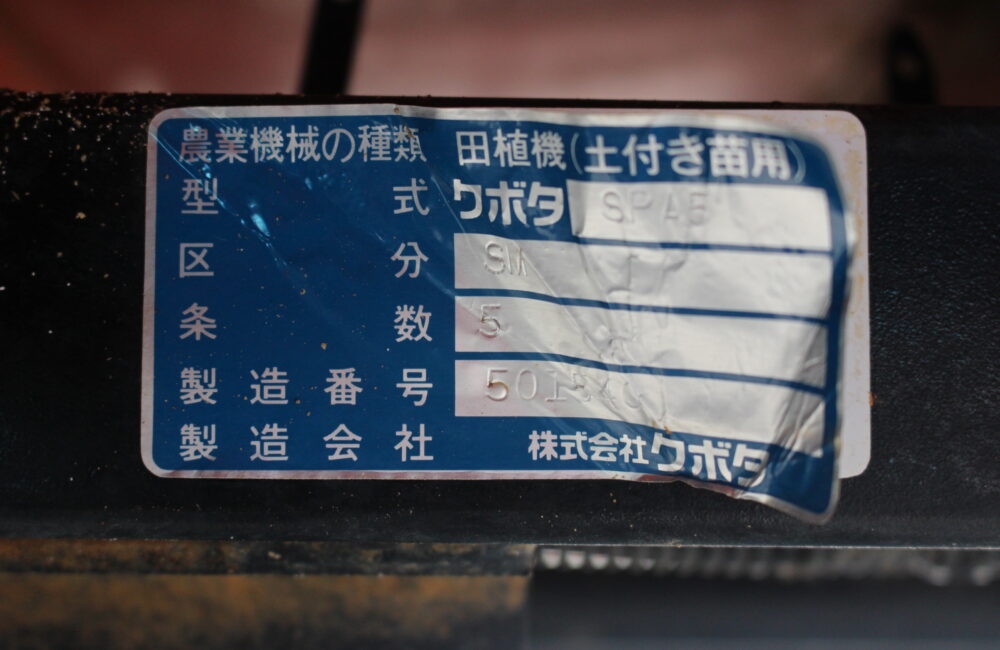 農業機械の種類 田植機(土付き苗用)
型式 クボタ SPA5
区分 SM
条数 5
製造番号
製造会社 株式会社クボタ